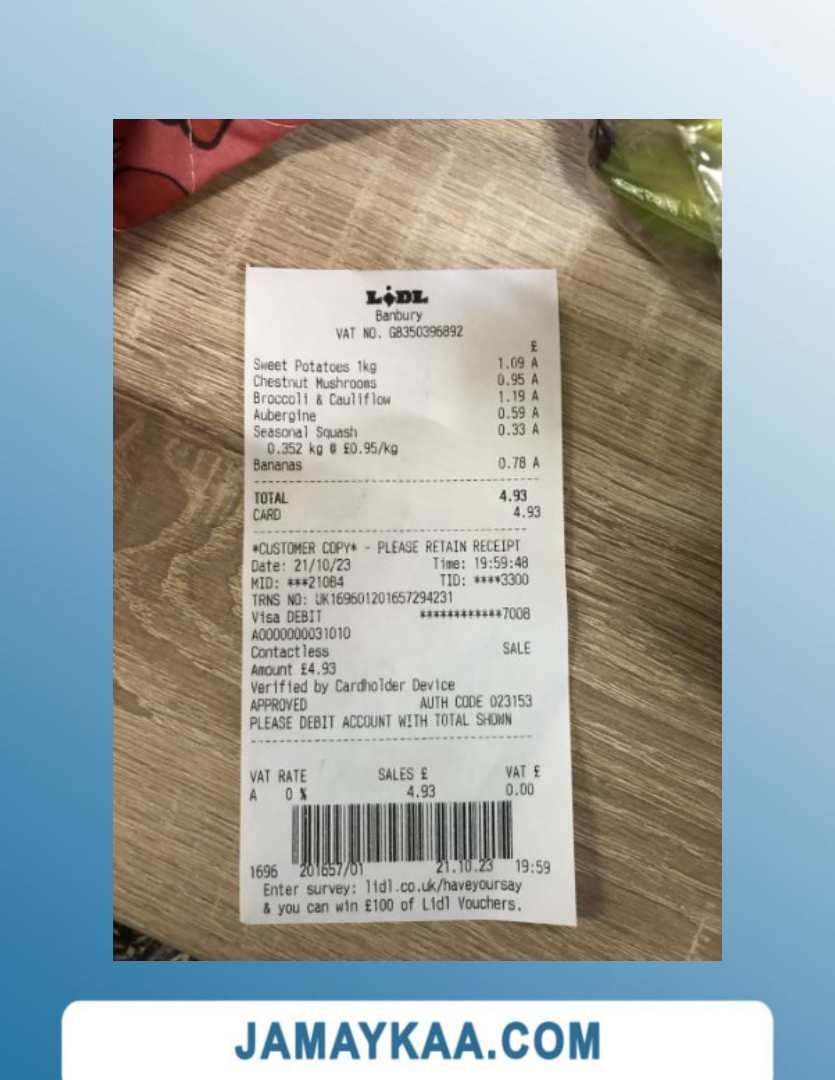 LIDL
Banbury
VAT NO. GB350396892
£
Sweet Potatoes 1kg 1.09 A
Chestnut Mushrooms 0.95 A
Broccoli & Cauliflow 1.19 A
Aubergine 0.59 A
Seasonal Squash 0.33 A
0.352 kg @ £0.95/kg
Bananas 0.78 A
TOTAL 4.93
CARD 4.93
*CUSTOMER COPY* - PLEASE RETAIN RECEIPT
Date: 21/10/23 Time: 19:59:48
MID: ***21084 TID: ****3300
TRNS NO: UK169601201657294231
Visa DEBIT ************7008
A0000000031010
Contactless SALE
Amount £4.93
Verified by Cardholder Device
APPROVED AUTH CODE 023153
PLEASE DEBIT ACCOUNT WITH TOTAL SHOWN
VAT RATE SALES £ VAT £
A 0 % 4.93 0.00
1696 201657/01 21.10.23 19:59
Enter survey: lidl.co.uk/haveyoursay
& you can win £100 of Lidl Vouchers.
JAMAYKAA.COM